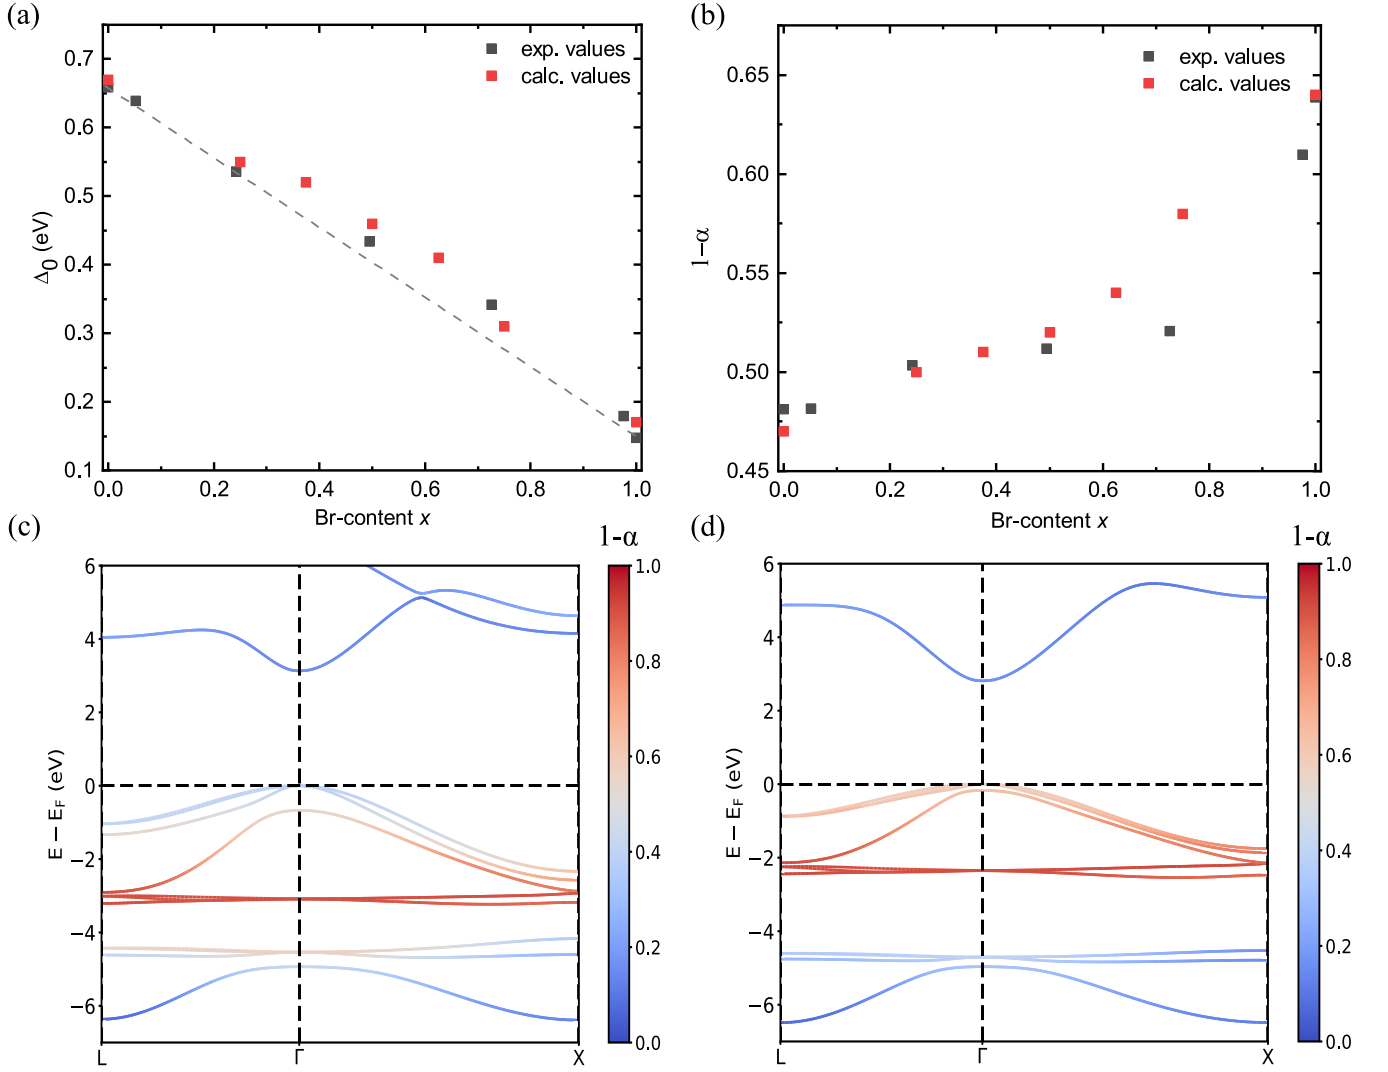 (a)
exp. values
calc. values
0.7
0.6
0.5
0.4
0.3
0.2
0.1
Δ0 (eV)
0.0 0.2 0.4 0.6 0.8 1.0
Br-content x
(b)
exp. values
calc. values
0.65
0.60
0.55
0.50
0.45
1-α
0.0 0.2 0.4 0.6 0.8 1.0
Br-content x
(c)
1-α
6
4
2
0
−2
−4
−6
E − EF (eV)
L Γ X
1.0
0.8
0.6
0.4
0.2
0.0
(d)
1-α
6
4
2
0
−2
−4
−6
E − EF (eV)
L Γ X
1.0
0.8
0.6
0.4
0.2
0.0